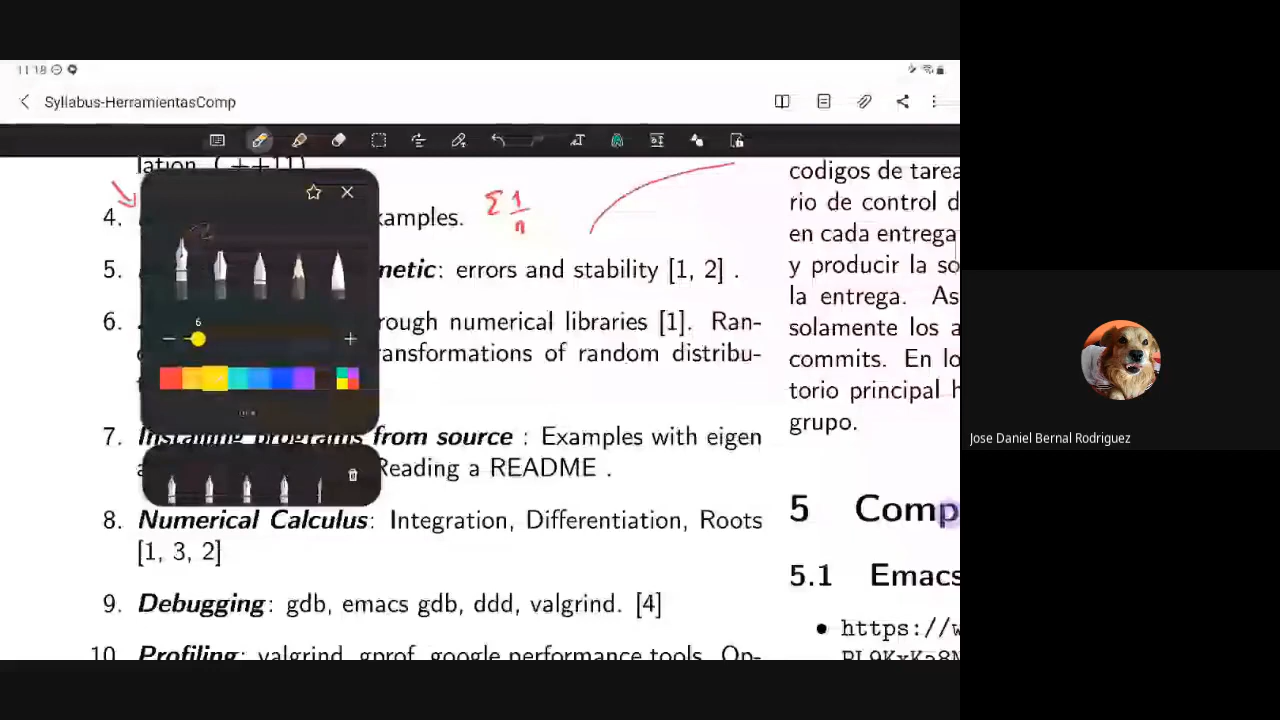 11:18
Syllabus-HerramientasComp
lation. (C++11)
4. xamples. Σ 1/n
5. netic: errors and stability [1, 2] .
6. rough numerical libraries [1]. Ran-
ansformations of random distribu-
6
7. Installing programs from source : Examples with eigen
a Reading a README .
8. Numerical Calculus: Integration, Differentiation, Roots
[1, 3, 2]
9. Debugging: gdb, emacs gdb, ddd, valgrind. [4]
10. Profiling: valgrind, gprof, google performance tools. Op-
codigos de tarea
rio de control d
en cada entrega
y producir la so
la entrega. As
solamente los a
commits. En lo
torio principal h
grupo.
5 Comp
5.1 Emacs
• https://w
PL9KxKa8N
Jose Daniel Bernal Rodriguez